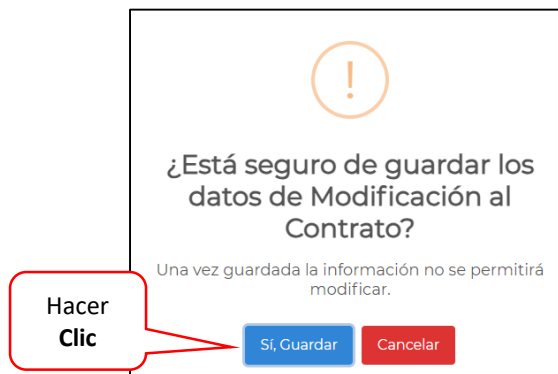 !
¿Está seguro de guardar los
datos de Modificación al
Contrato?
Una vez guardada la información no se permitirá
modificar.
Hacer
Clic
Sí, Guardar
Cancelar